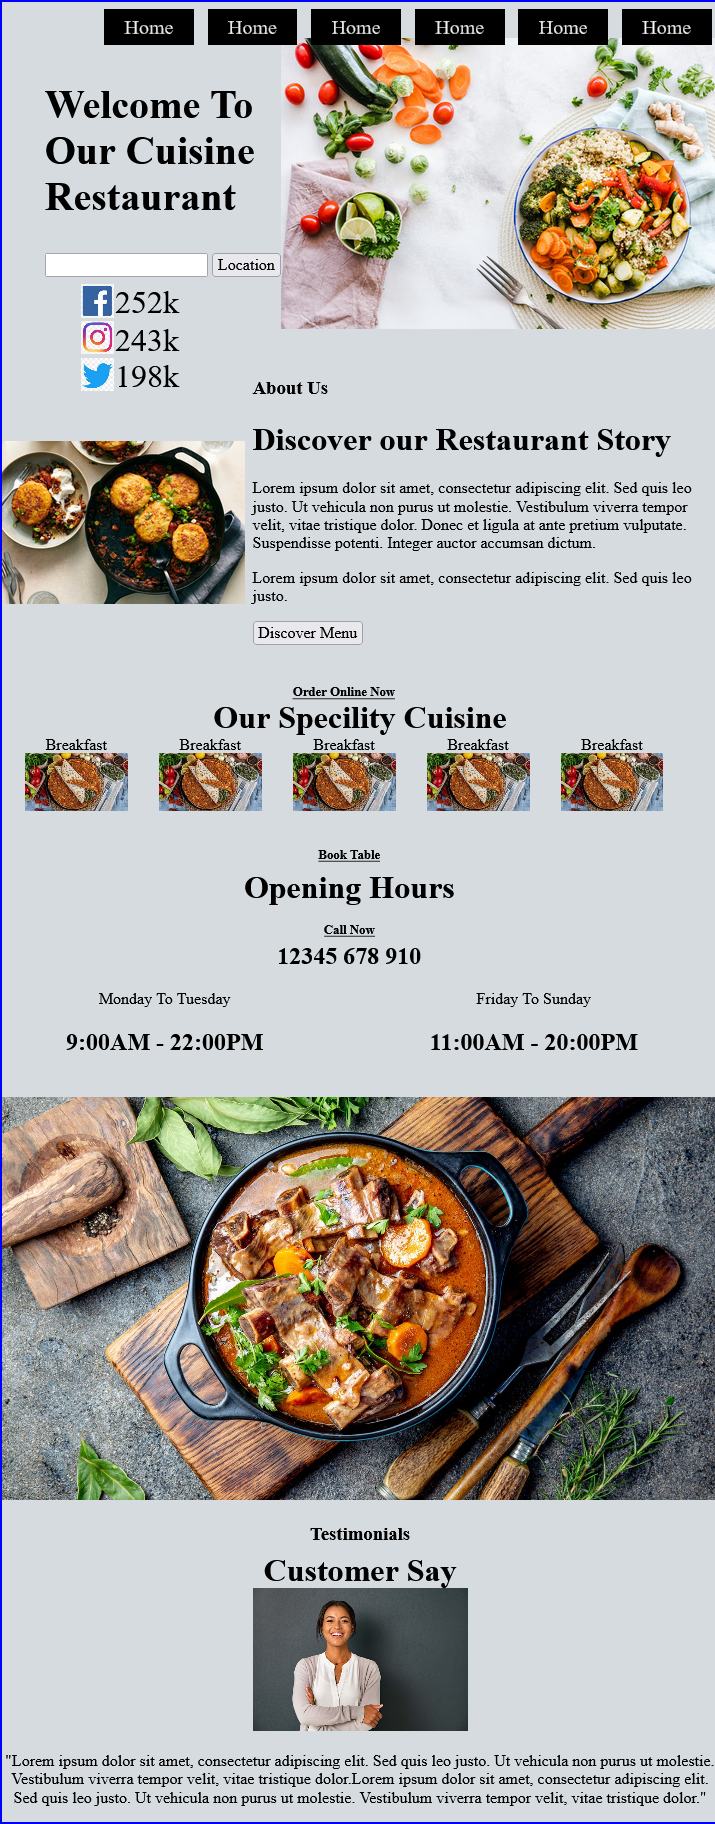 Home Home Home Home Home Home
Welcome To
Our Cuisine
Restaurant
Location
252k
243k
198k
About Us
Discover our Restaurant Story
Lorem ipsum dolor sit amet, consectetur adipiscing elit. Sed quis leo
justo. Ut vehicula non purus ut molestie. Vestibulum viverra tempor
velit, vitae tristique dolor. Donec et ligula at ante pretium vulputate.
Suspendisse potenti. Integer auctor accumsan dictum.
Lorem ipsum dolor sit amet, consectetur adipiscing elit. Sed quis leo
justo.
Discover Menu
Order Online Now
Our Specility Cuisine
Breakfast Breakfast Breakfast Breakfast Breakfast
Book Table
Opening Hours
Call Now
12345 678 910
Monday To Tuesday Friday To Sunday
9:00AM - 22:00PM 11:00AM - 20:00PM
Testimonials
Customer Say
"Lorem ipsum dolor sit amet, consectetur adipiscing elit. Sed quis leo justo. Ut vehicula non purus ut molestie.
Vestibulum viverra tempor velit, vitae tristique dolor.Lorem ipsum dolor sit amet, consectetur adipiscing elit.
Sed quis leo justo. Ut vehicula non purus ut molestie. Vestibulum viverra tempor velit, vitae tristique dolor."